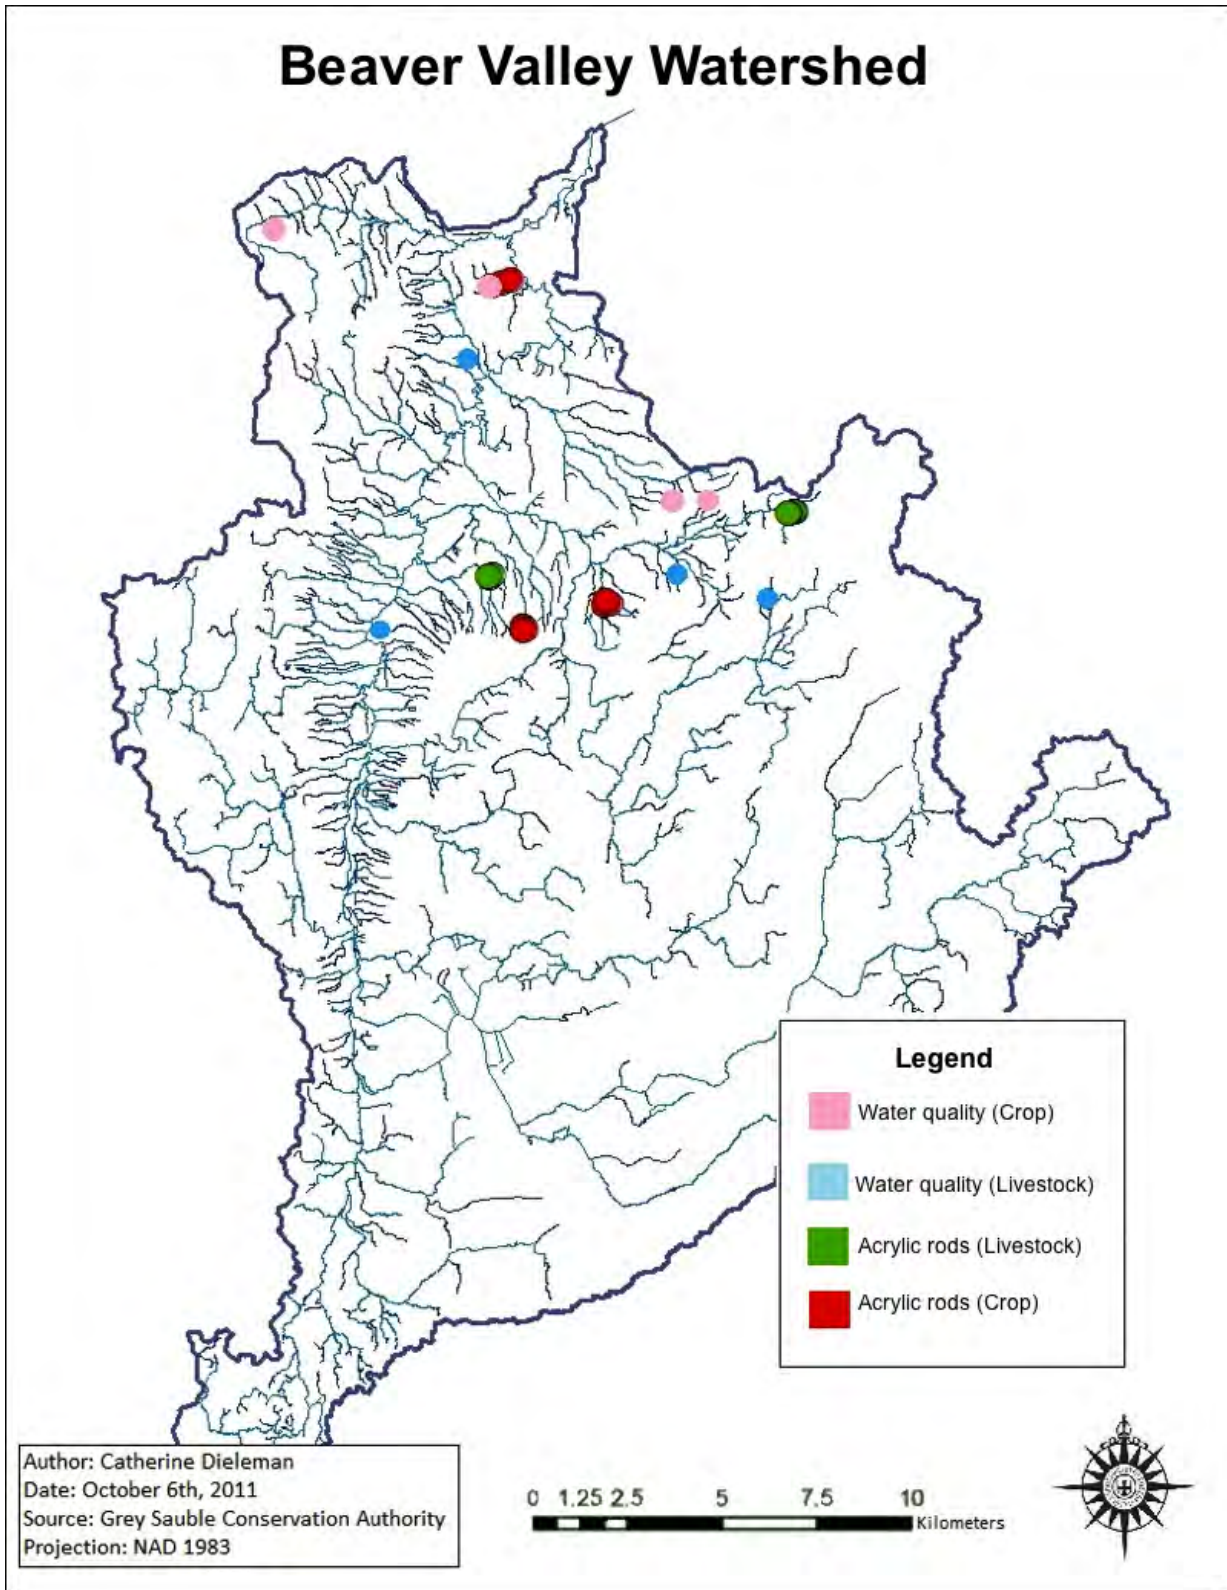 Beaver Valley Watershed
Legend
Water quality (Crop)
Water quality (Livestock)
Acrylic rods (Livestock)
Acrylic rods (Crop)
Author: Catherine Dieleman
Date: October 6th, 2011
Source: Grey Sauble Conservation Authority
Projection: NAD 1983
0 1.25 2.5 5 7.5 10
Kilometers